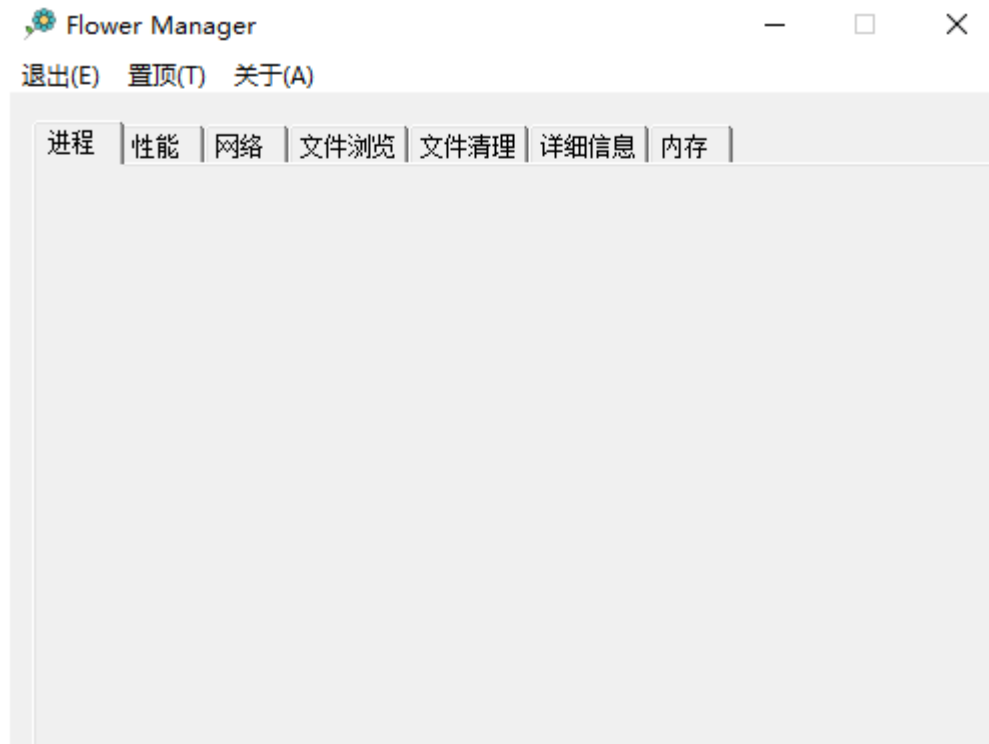 Flower Manager
退出(E) 置顶(T) 关于(A)
进程 性能 网络 文件浏览 文件清理 详细信息 内存